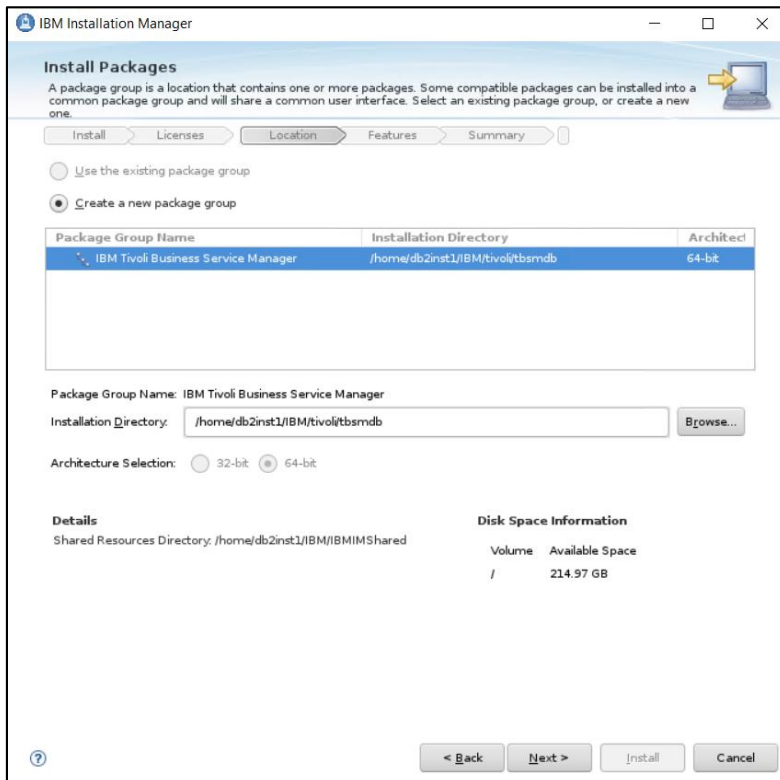 IBM Installation Manager
Install Packages
A package group is a location that contains one or more packages. Some compatible packages can be installed into a
common package group and will share a common user interface. Select an existing package group, or create a new
one.
Install Licenses Location Features Summary
Use the existing package group
Create a new package group
Package Group Name Installation Directory Architect
IBM Tivoli Business Service Manager /home/db2inst1/IBM/tivoli/tbsmdb 64-bit
Package Group Name: IBM Tivoli Business Service Manager
Installation Directory: /home/db2inst1/IBM/tivoli/tbsmdb Browse...
Architecture Selection: 32-bit 64-bit
Details Disk Space Information
Shared Resources Directory: /home/db2inst1/IBM/IBMIMShared
Volume Available Space
/ 214.97 GB
? < Back Next > Install Cancel